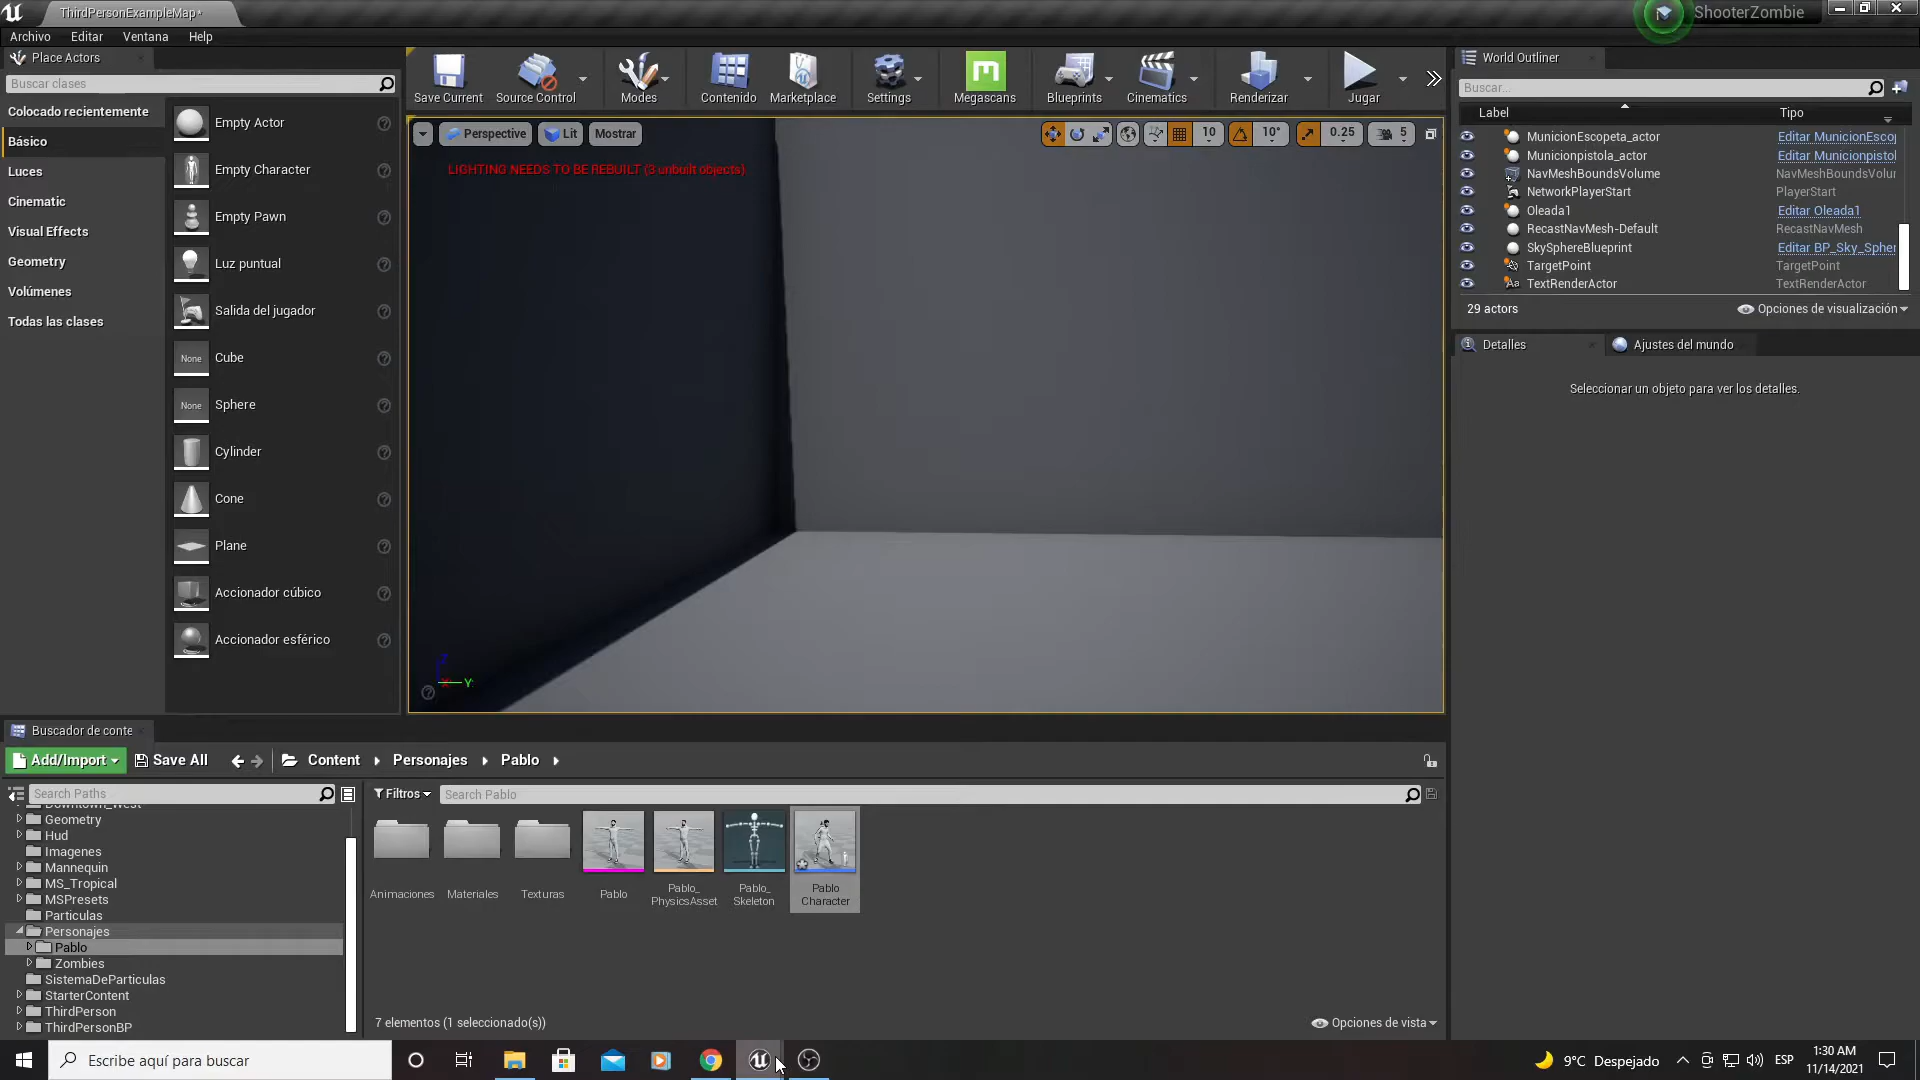 ThirdPersonExampleMap*
ShooterZombie
Archivo
Editar
Ventana
Help
Place Actors
Buscar clases
Colocado recientemente
Básico
Luces
Cinematic
Visual Effects
Geometry
Volúmenes
Todas las clases
Empty Actor
Empty Character
Empty Pawn
Luz puntual
Salida del jugador
None
Cube
None
Sphere
Cylinder
Cone
Plane
Accionador cúbico
Accionador esférico
Save Current
Source Control
Modes
Contenido
Marketplace
Settings
Megascans
Blueprints
Cinematics
Renderizar
Jugar
Perspective
Lit
Mostrar
10
10°
0.25
5
LIGHTING NEEDS TO BE REBUILT (3 unbuilt objects)
Z
X
Y
World Outliner
Buscar...
Label
Tipo
MunicionEscopeta_actor
Editar MunicionEscop
Municionpistola_actor
Editar Municionpistol
NavMeshBoundsVolume
NavMeshBoundsVolur
NetworkPlayerStart
PlayerStart
Oleada1
Editar Oleada1
RecastNavMesh-Default
RecastNavMesh
SkySphereBlueprint
Editar BP_Sky_Spher
TargetPoint
TargetPoint
TextRenderActor
TextRenderActor
29 actors
Opciones de visualización
Detalles
Ajustes del mundo
Seleccionar un objeto para ver los detalles.
Buscador de conte
Add/Import
Save All
Content
Personajes
Pablo
Search Paths
Filtros
Search Pablo
Downtown_West
Geometry
Hud
Imagenes
Mannequin
MS_Tropical
MSPresets
Particulas
Personajes
Pablo
Zombies
SistemaDeParticulas
StarterContent
ThirdPerson
ThirdPersonBP
Animaciones
Materiales
Texturas
Pablo
Pablo_
PhysicsAsset
Pablo_
Skeleton
Pablo
Character
7 elementos (1 seleccionado(s))
Opciones de vista
Escribe aquí para buscar
9°C Despejado
ESP
1:30 AM
11/14/2021